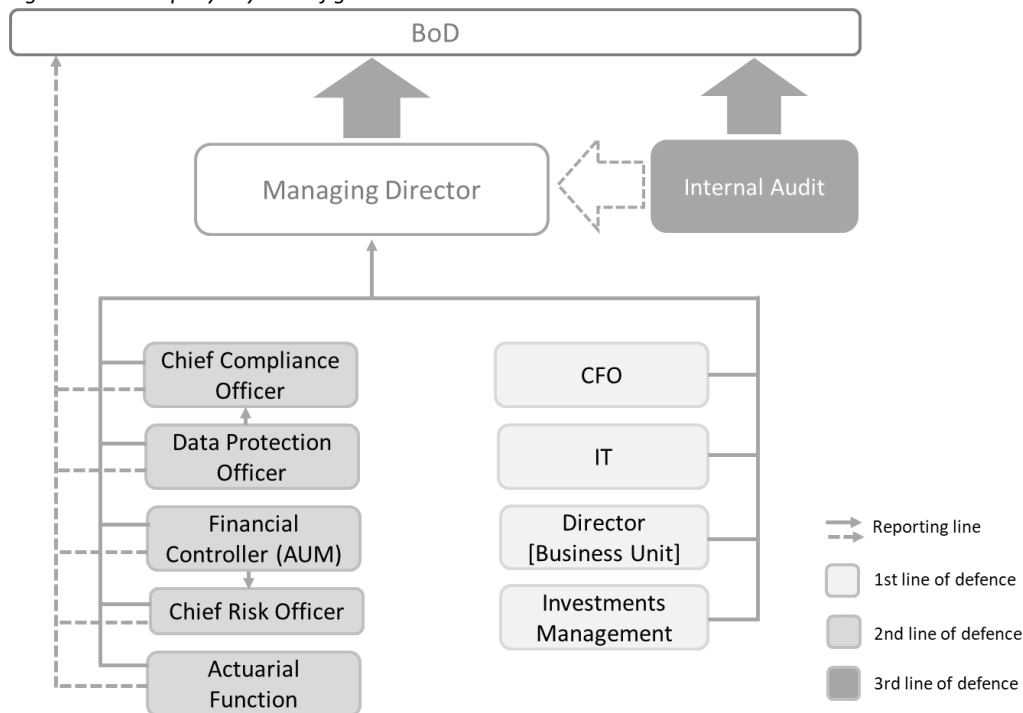 BoD
Managing Director
Internal Audit
Chief Compliance
Officer
Data Protection
Officer
Financial
Controller (AUM)
Chief Risk Officer
Actuarial
Function
CFO
IT
Director
[Business Unit]
Investments
Management
Reporting line
1st line of defence
2nd line of defence
3rd line of defence